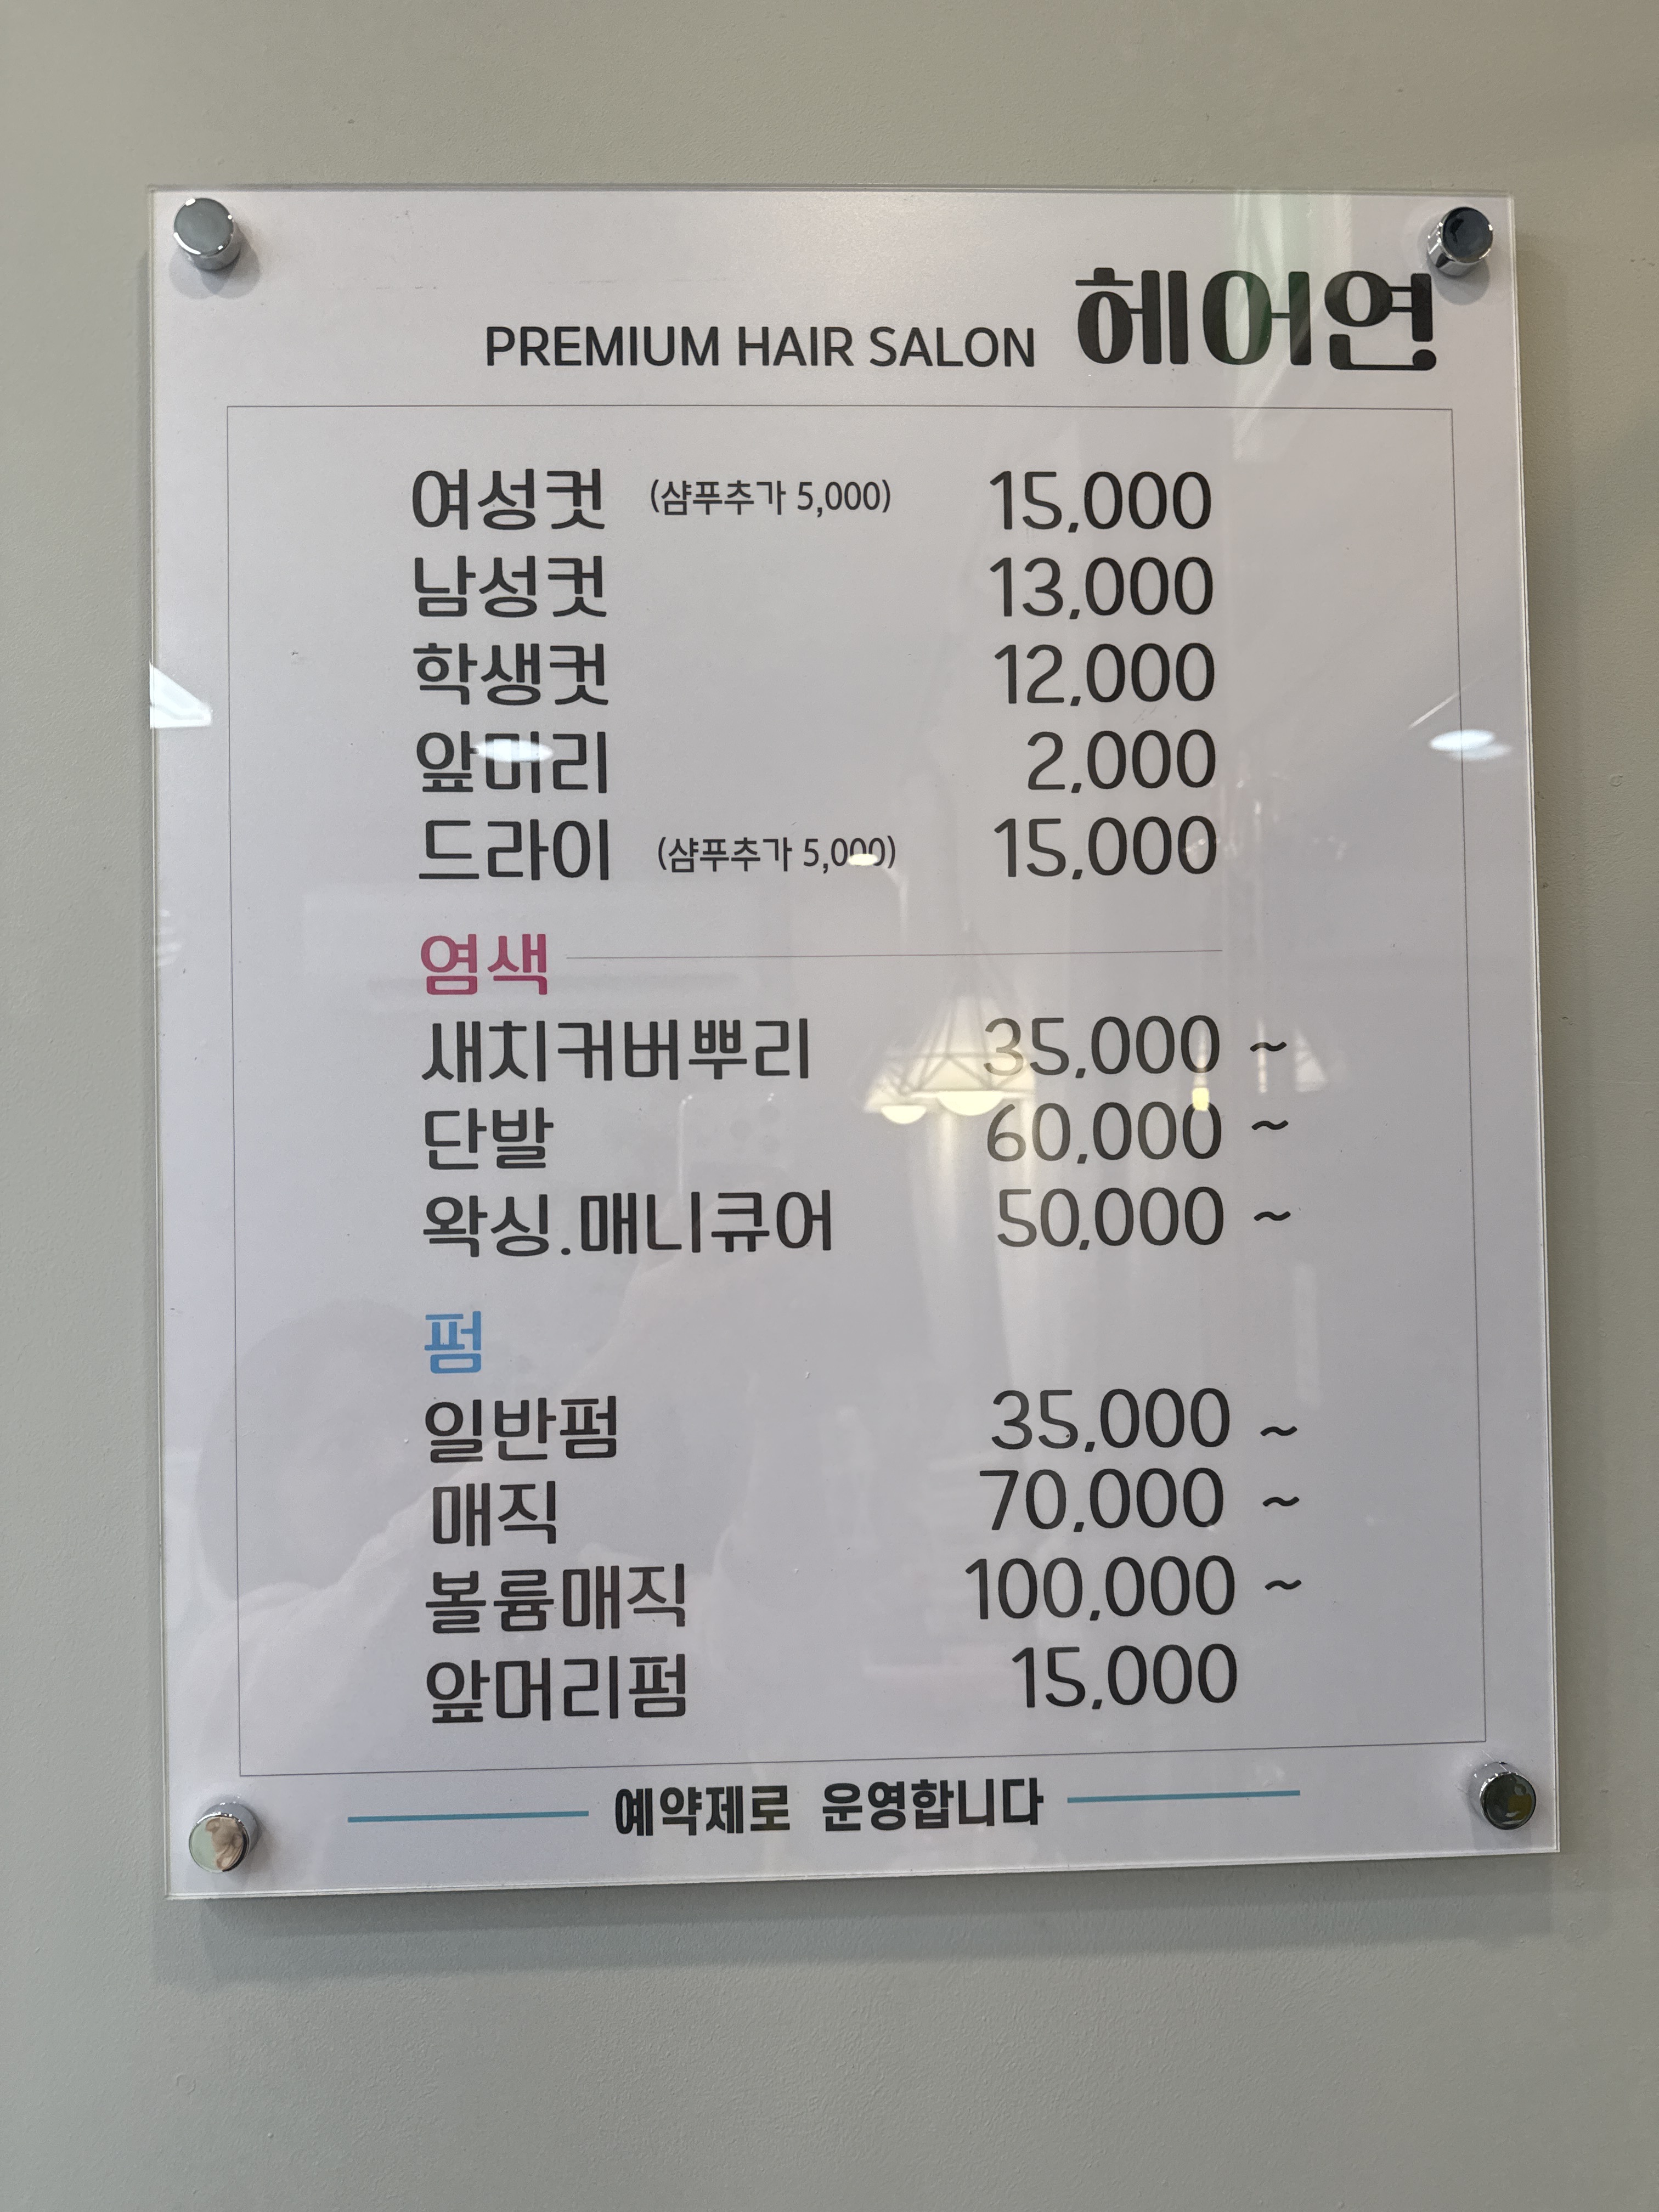 PREMIUM HAIR SALON 헤어연
여성컷 (샴푸추가 5,000) 15,000
남성컷 13,000
학생컷 12,000
앞머리 2,000
드라이 (샴푸추가 5,000) 15,000
염색
새치커버뿌리 35,000 ~
단발 60,000 ~
왁싱.매니큐어 50,000 ~
펌
일반펌 35,000 ~
매직 70,000 ~
볼륨매직 100,000 ~
앞머리펌 15,000
예약제로 운영합니다